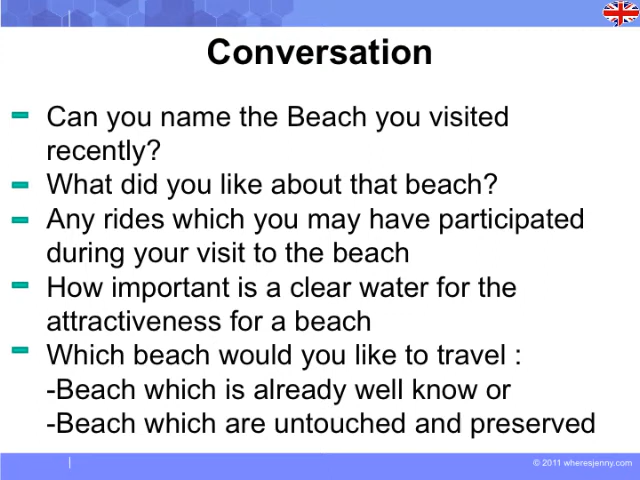 Conversation
Can you name the Beach you visited
recently?
What did you like about that beach?
Any rides which you may have participated
during your visit to the beach
How important is a clear water for the
attractiveness for a beach
Which beach would you like to travel :
-Beach which is already well know or
-Beach which are untouched and preserved
© 2011 wheresjenny.com